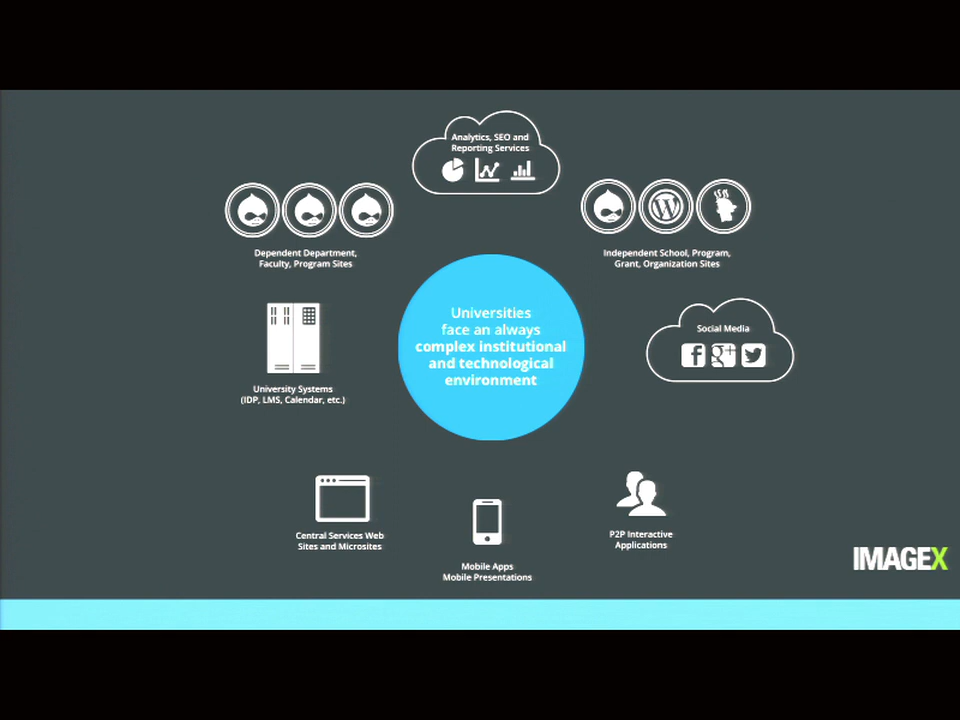 Analytics, SEO and
Reporting Services
Dependent Department,
Faculty, Program Sites
Independent School, Program,
Grant, Organization Sites
Universities
face an always
complex institutional
and technological
environment
Social Media
University Systems
(IDP, LMS, Calendar, etc.)
Central Services Web
Sites and Microsites
P2P Interactive
Applications
Mobile Apps
Mobile Presentations
IMAGEX